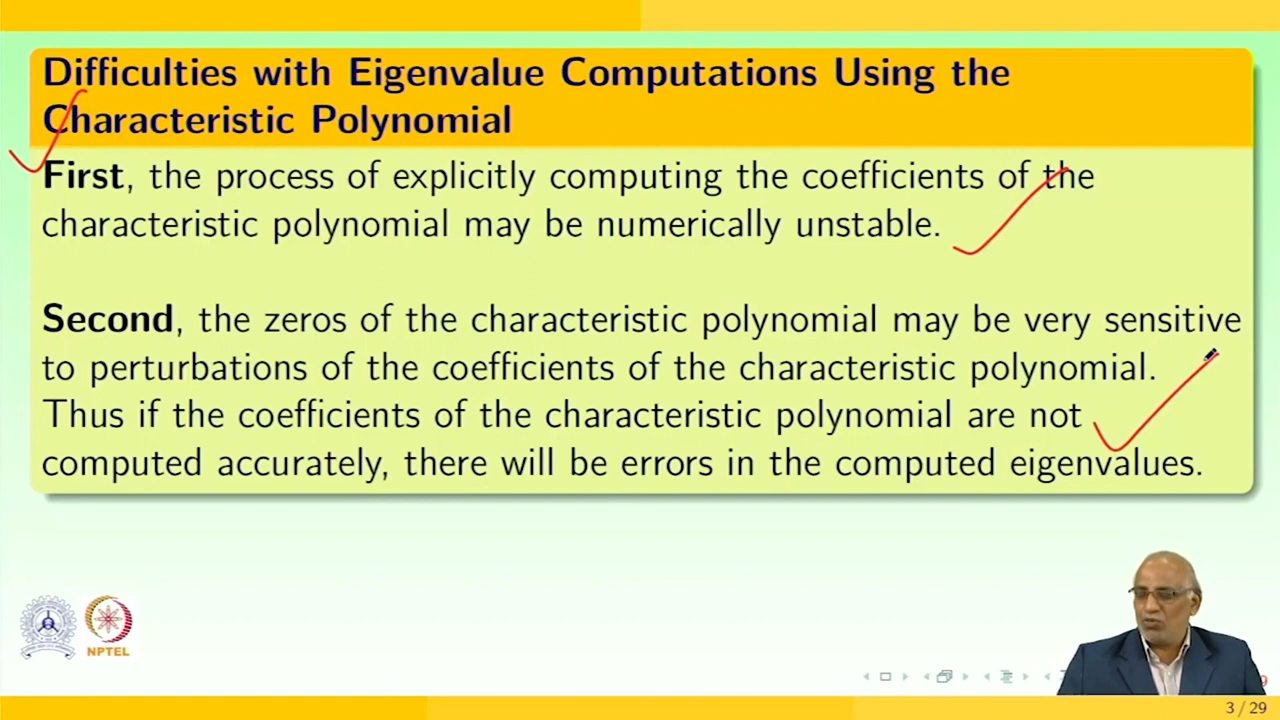 Difficulties with Eigenvalue Computations Using the
Characteristic Polynomial
First, the process of explicitly computing the coefficients of the
characteristic polynomial may be numerically unstable.
Second, the zeros of the characteristic polynomial may be very sensitive
to perturbations of the coefficients of the characteristic polynomial.
Thus if the coefficients of the characteristic polynomial are not
computed accurately, there will be errors in the computed eigenvalues.
NPTEL
3 / 29